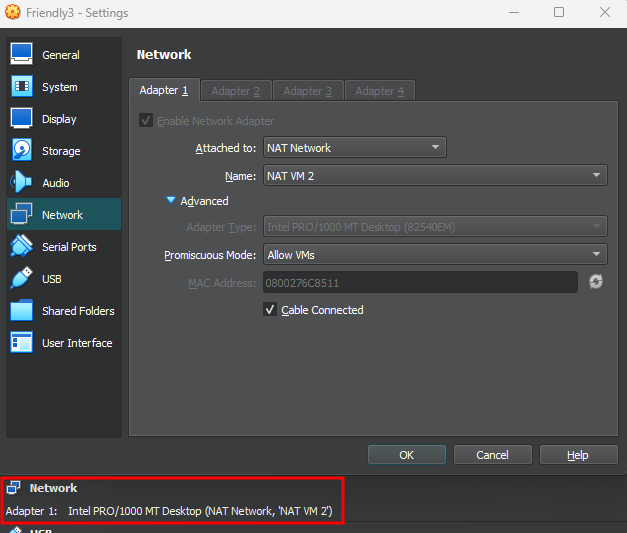 Friendly3 - Settings
General
System
Display
Storage
Audio
Network
Serial Ports
USB
Shared Folders
User Interface
Network
Adapter 1 Adapter 2 Adapter 3 Adapter 4
Enable Network Adapter
Attached to: NAT Network
Name: NAT VM 2
Advanced
Adapter Type: Intel PRO/1000 MT Desktop (82540EM)
Promiscuous Mode: Allow VMs
MAC Address: 0800276C8511
Cable Connected
OK Cancel Help
Network
Adapter 1: Intel PRO/1000 MT Desktop (NAT Network, 'NAT VM 2')
USB